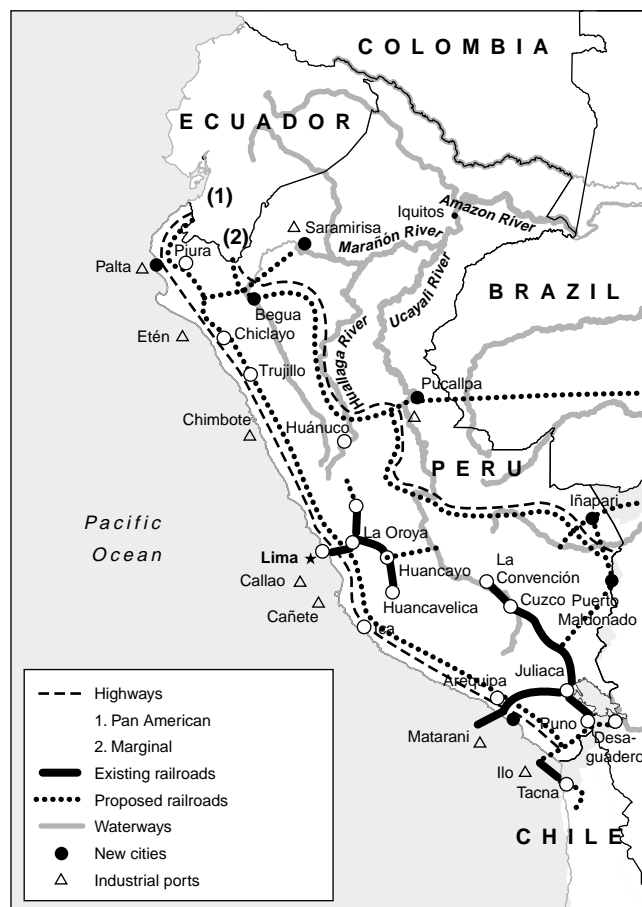 COLOMBIA
ECUADOR
(1)
(2)
Saramirisa
Iquitos
Amazon River
Marañón River
Piura
Palta
Ucayali River
BRAZIL
Begua
Etén
Chiclayo
Huallaga River
Trujillo
Pucallpa
Chimbote
Huánuco
PERU
Iñapari
Pacific
Ocean
La Oroya
Lima
Huancayo
La
Convención
Callao
Huancavelica
Cuzco
Puerto
Maldonado
Cañete
Ica
Juliaca
Arequipa
Puno
Desa-
guadero
Matarani
Ilo
Tacna
CHILE
Highways
1. Pan American
2. Marginal
Existing railroads
Proposed railroads
Waterways
New cities
Industrial ports